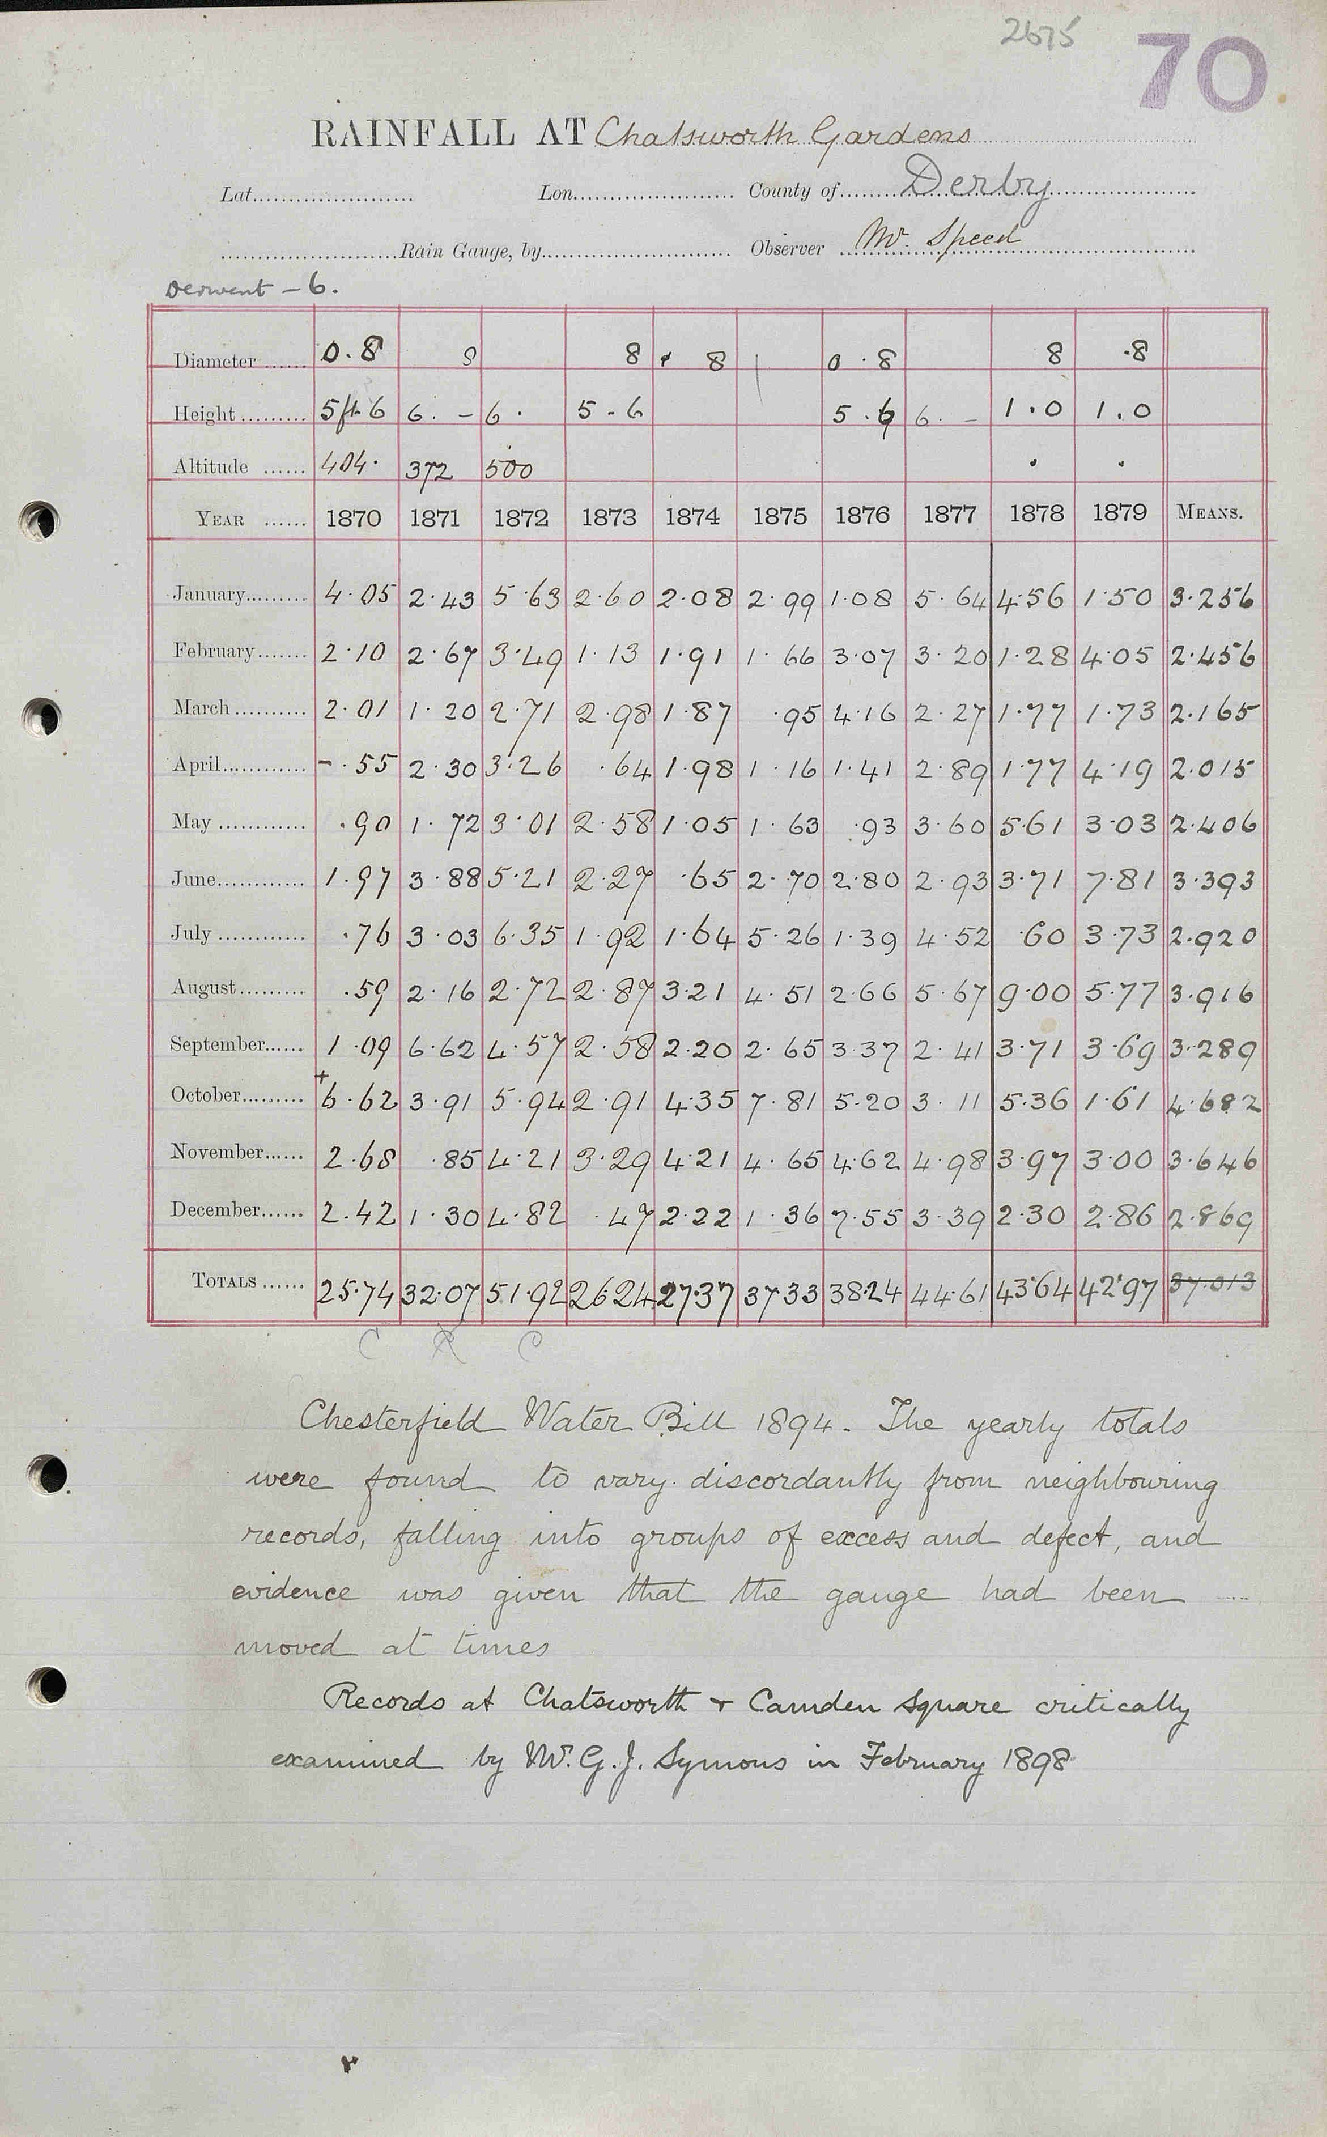 2675 70
RAINFALL AT Chatsworth Gardens
Lat. Lon. County of Derby
Rain Gauge, by Observer Mr. Speed
Derwent - 6.
Diameter 0.8 8 8 8 0.8 8 .8
Height 5ft 6 6. - 6. 5.6 5.6 6. - 1.0 1.0
Altitude 404. 372 500
YEAR 1870 1871 1872 1873 1874 1875 1876 1877 1878 1879 MEANS.
January 4.05 2.43 5.63 2.60 2.08 2.99 1.08 5.64 4.56 1.50 3.256
February 2.10 2.67 3.49 1.13 1.91 1.66 3.07 3.20 1.28 4.05 2.456
March 2.01 1.20 2.71 2.98 1.87 .95 4.16 2.27 1.77 1.73 2.165
April -.55 2.30 3.26 .64 1.98 1.16 1.41 2.89 1.77 4.19 2.015
May .90 1.72 3.01 2.58 1.05 1.63 .93 3.60 5.61 3.03 2.406
June 1.97 3.88 5.21 2.27 .65 2.70 2.80 2.93 3.71 7.81 3.393
July .76 3.03 6.35 1.92 1.64 5.26 1.39 4.52 .60 3.73 2.920
August .59 2.16 2.72 2.87 3.21 4.51 2.66 5.67 9.00 5.77 3.916
September 1.09 6.62 4.57 2.58 2.20 2.65 3.37 2.41 3.71 3.69 3.289
October +6.62 3.91 5.94 2.91 4.35 7.81 5.20 3.11 5.36 1.61 4.682
November 2.68 .85 4.21 3.29 4.21 4.65 4.62 4.98 3.97 3.00 3.646
December 2.42 1.30 4.82 .47 2.22 1.36 7.55 3.39 2.30 2.86 2.869
TOTALS 25.74 32.07 51.92 26.24 27.37 37.33 38.24 44.61 43.64 42.97 37.013
C C
Chesterfield Water Bill 1894. The yearly totals
were found to vary discordantly from neighbouring
records, falling into groups of excess and defect, and
evidence was given that the gauge had been
moved at times
Records at Chatsworth & Camden Square critically
examined by Mr. G. J. Symons in February 1898